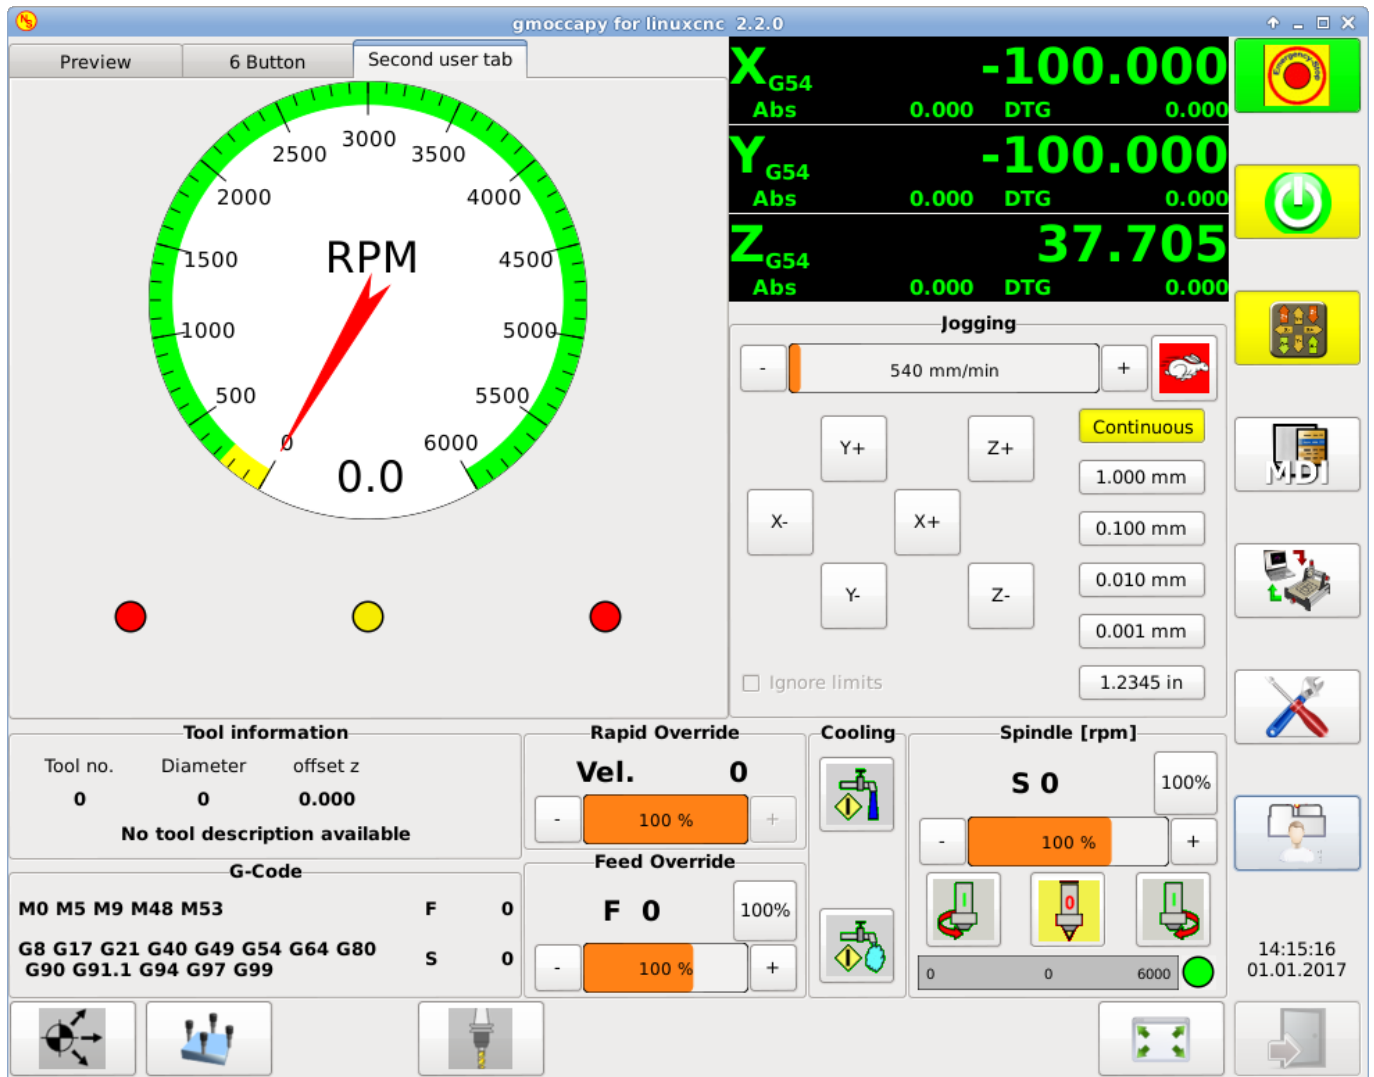 gmoccapy for linuxcnc 2.2.0
Preview
6 Button
Second user tab
3000
2500
3500
2000
4000
1500
4500
1000
5000
500
5500
0
6000
RPM
0.0
X G54 -100.000
Abs 0.000 DTG 0.000
Y G54 -100.000
Abs 0.000 DTG 0.000
Z G54 37.705
Abs 0.000 DTG 0.000
Emergency-Stop
Jogging
- 540 mm/min +
Y+
Z+
X-
X+
Y-
Z-
Continuous
1.000 mm
0.100 mm
0.010 mm
0.001 mm
1.2345 in
Ignore limits
MDI
Tool information
Tool no. Diameter offset z
0 0 0.000
No tool description available
G-Code
M0 M5 M9 M48 M53
F 0
G8 G17 G21 G40 G49 G54 G64 G80
G90 G91.1 G94 G97 G99
S 0
Rapid Override
Vel. 0
- 100 % +
Feed Override
F 0 100%
- 100 % +
Cooling
Spindle [rpm]
S 0 100%
- 100 % +
I
0
I
0 0 6000
14:15:16
01.01.2017